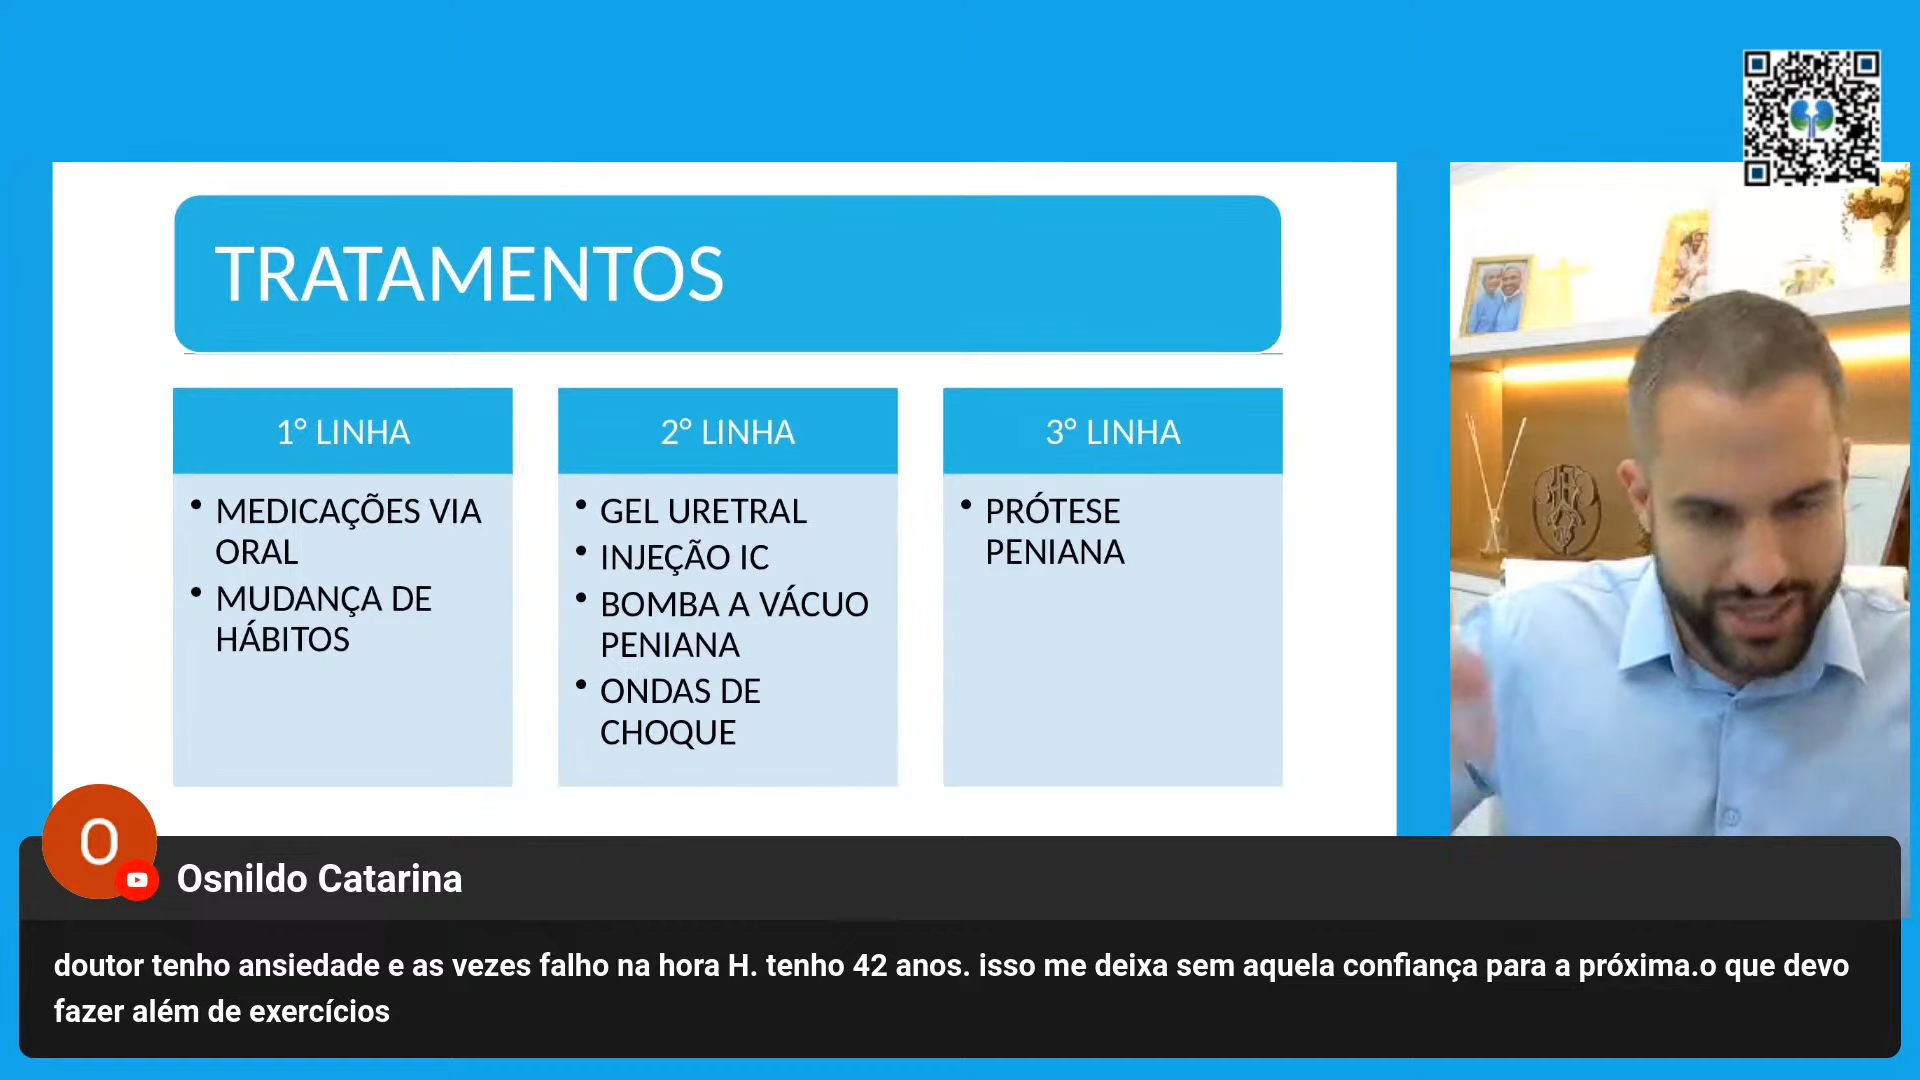 TRATAMENTOS
1° LINHA
• MEDICAÇÕES VIA
ORAL
• MUDANÇA DE
HÁBITOS
2° LINHA
• GEL URETRAL
• INJEÇÃO IC
• BOMBA A VÁCUO
PENIANA
• ONDAS DE
CHOQUE
3° LINHA
• PRÓTESE
PENIANA
O
Osnildo Catarina
doutor tenho ansiedade e as vezes falho na hora H. tenho 42 anos. isso me deixa sem aquela confiança para a próxima.o que devo
fazer além de exercícios